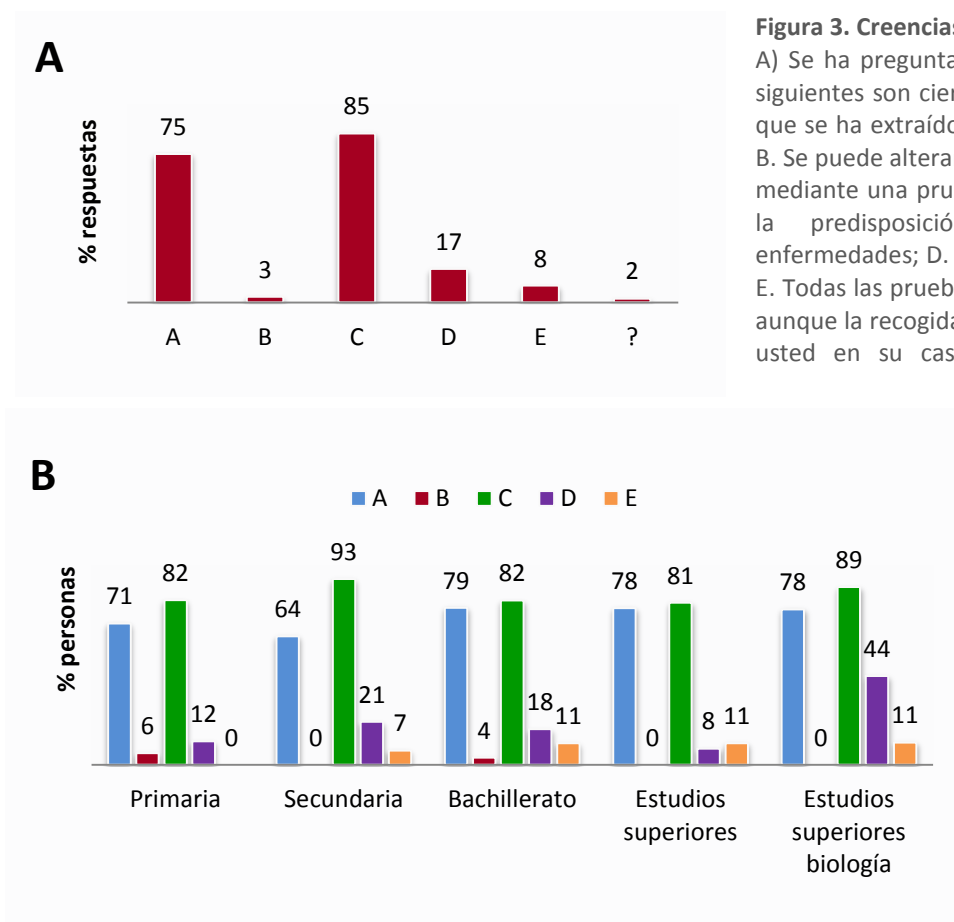 A
% respuestas
75
3
85
17
8
2
A
B
C
D
E
?
Figura 3. Creencias
A) Se ha pregunta
siguientes son cier
que se ha extraído
B. Se puede altera
mediante una pru
la predisposició
enfermedades; D.
E. Todas las prueb
aunque la recogida
usted en su cas
B
A B C D E
% personas
71 6 82 12 0
64 0 93 21 7
79 4 82 18 11
78 0 81 8 11
78 0 89 44 11
Primaria
Secundaria
Bachillerato
Estudios
superiores
Estudios
superiores
biología